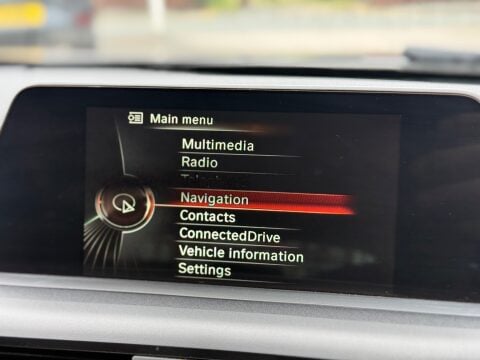 Main menu
Multimedia
Radio
Navigation
Contacts
ConnectedDrive
Vehicle information
Settings